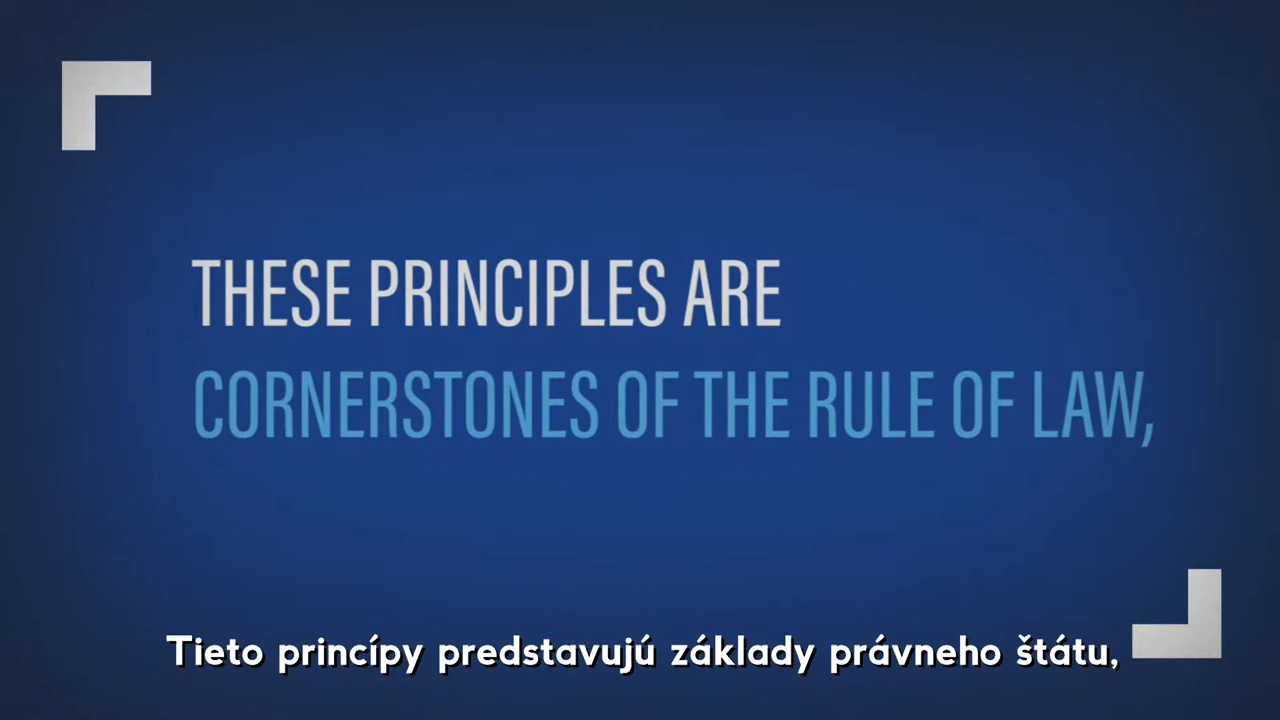 THESE PRINCIPLES ARE
CORNERSTONES OF THE RULE OF LAW,
Tieto princípy predstavujú základy právneho štátu,